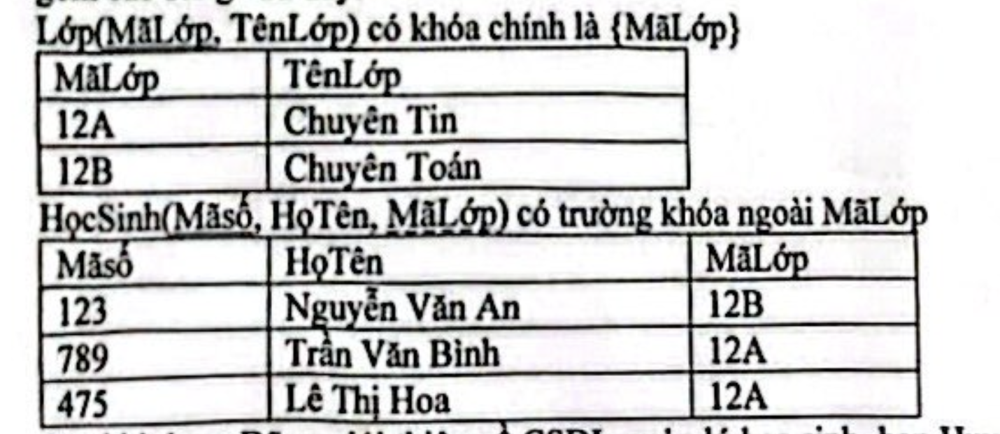 Lớp(MãLớp, TênLớp) có khóa chính là {MãLớp}
MãLớp TênLớp
12A Chuyên Tin
12B Chuyên Toán
HọcSinh(Mãsố, HọTên, MãLớp) có trường khóa ngoài MãLớp
Mãsố HọTên MãLớp
123 Nguyễn Văn An 12B
789 Trần Văn Bình 12A
475 Lê Thị Hoa 12A